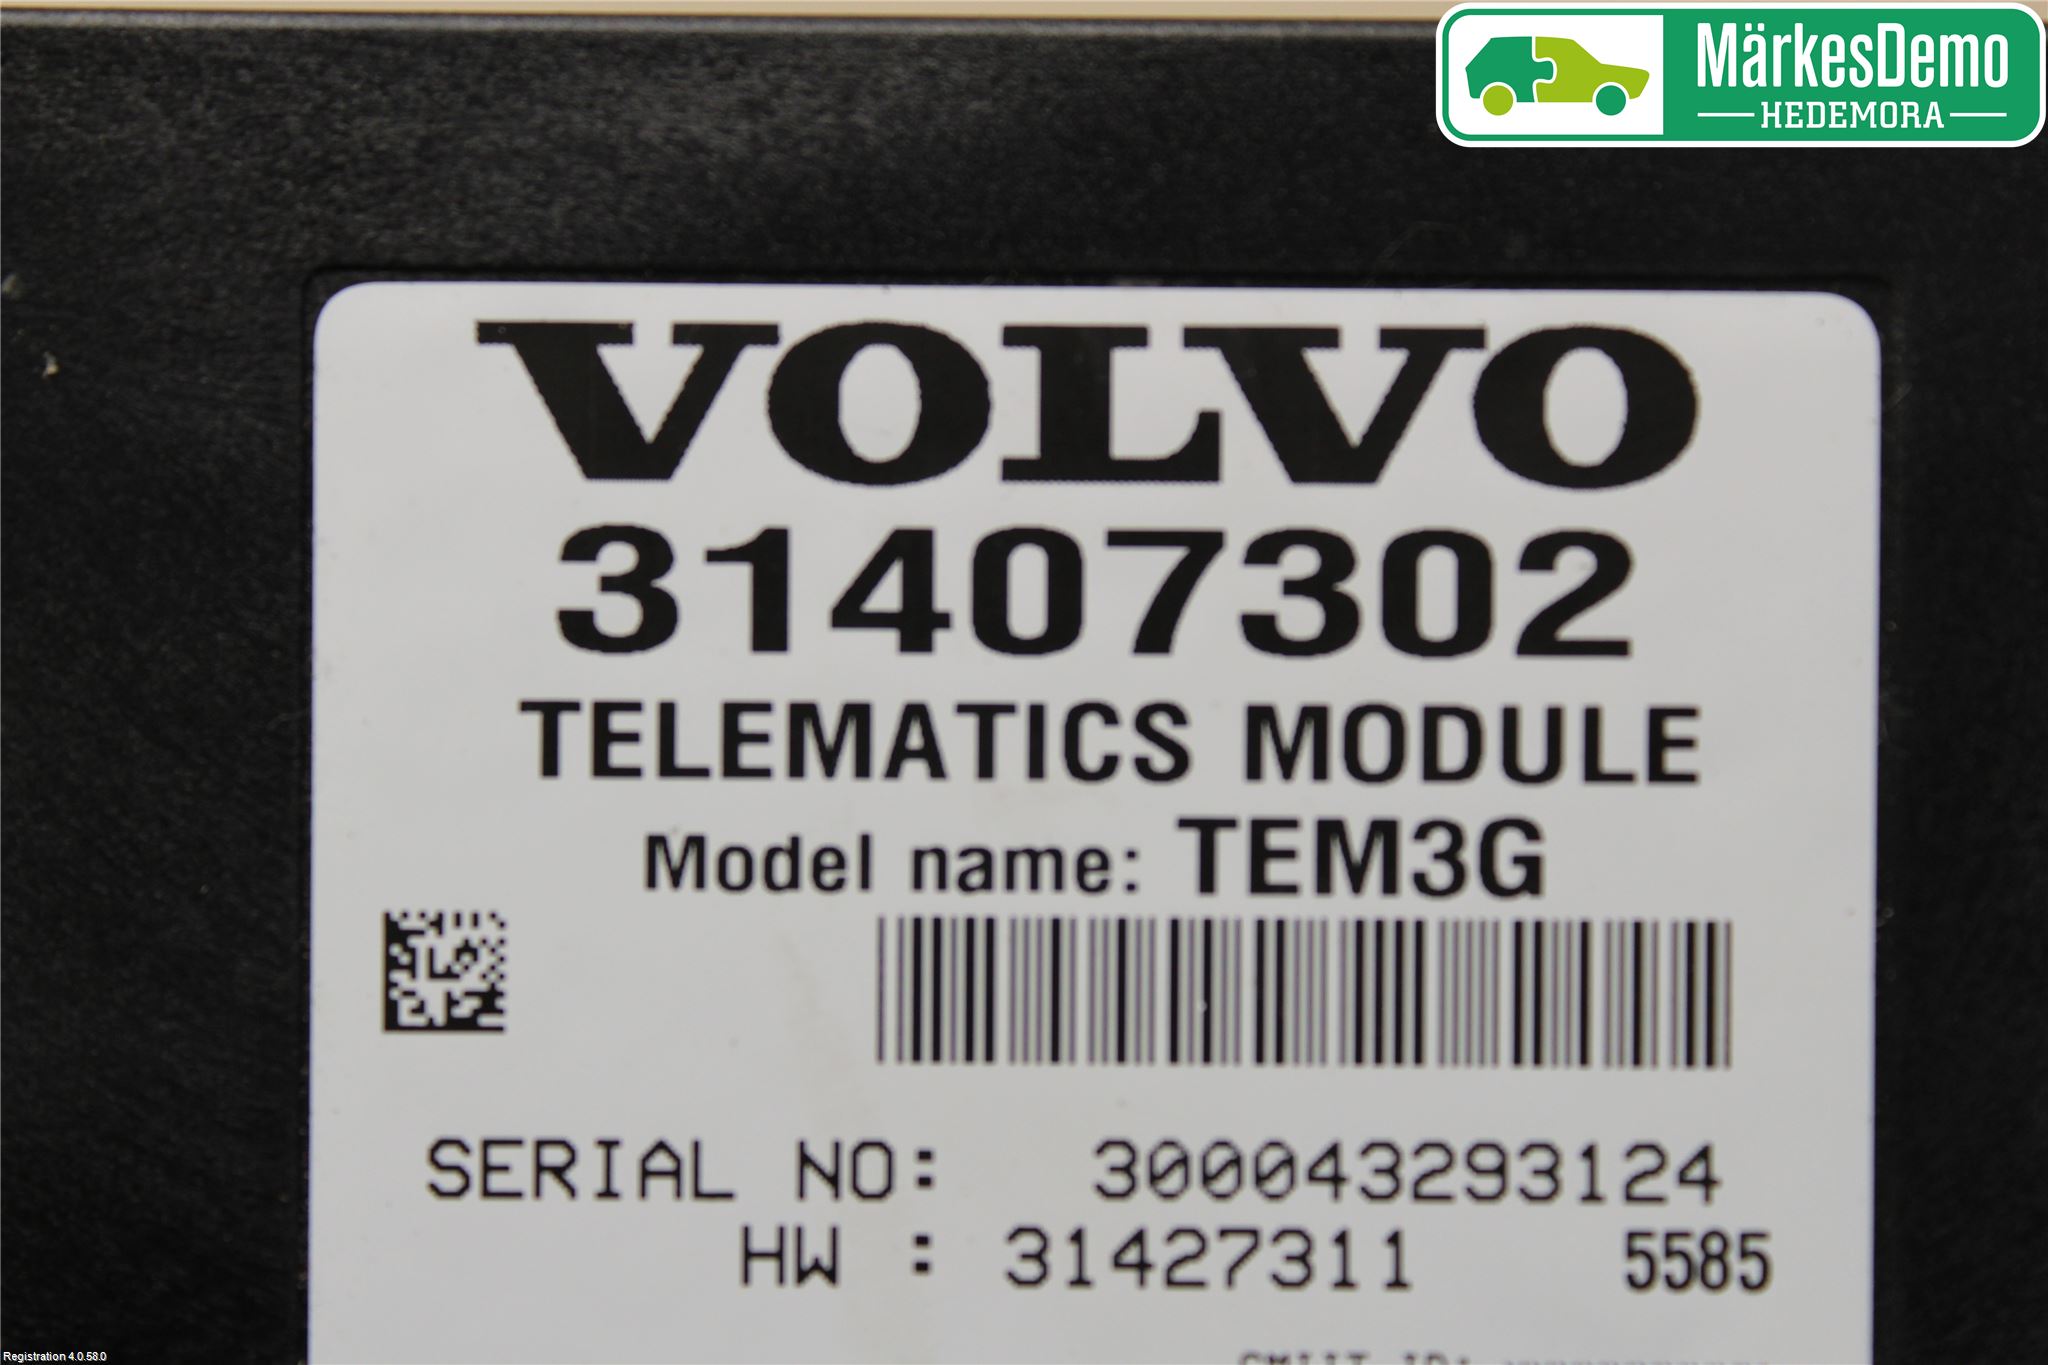 MärkesDemo
HEDEMORA
VOLVO
31407302
TELEMATICS MODULE
Model name: TEM3G
SERIAL NO: 300043293124
HW : 31427311 5585
Registration 4.0.58.0